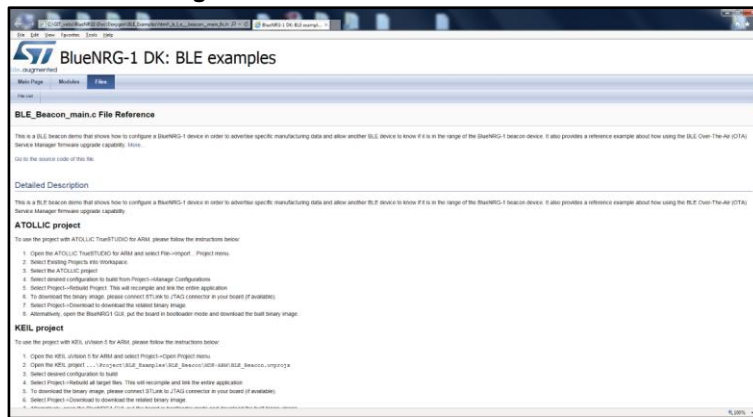 BlueNRG-1 DK: BLE examples
Main Page Modules Files
File List
BLE_Beacon_main.c File Reference
This is a BLE beacon demo that shows how to configure a BlueNRG-1 device in order to advertise specific manufacturing data and allow another BLE device to know if it is in the range of the BlueNRG-1 beacon device. It also provides a reference example about how using the BLE Over-The-Air (OTA)
Service Manager firmware upgrade capability. More...
Go to the source code of this file.
Detailed Description
This is a BLE beacon demo that shows how to configure a BlueNRG-1 device in order to advertise specific manufacturing data and allow another BLE device to know if it is in the range of the BlueNRG-1 beacon device. It also provides a reference example about how using the BLE Over-The-Air (OTA)
Service Manager firmware upgrade capability.
ATOLLIC project
To use the project with ATOLLIC TrueSTUDIO for ARM, please follow the instructions below:
1. Open the ATOLLIC TrueSTUDIO for ARM and select File->Import... Project menu.
2. Select Existing Projects into Workspace.
3. Select the ATOLLIC project
4. Select desired configuration to build from Project->Manage Configurations
5. Select Project->Rebuild Project. This will recompile and link the entire application
6. To download the binary image, please connect STLink to JTAG connector in your board (if available).
7. Select Project->Download to download the related binary image.
8. Alternatively, open the BlueNRG1 GUI, put the board in bootloader mode and download the built binary image.
KEIL project
To use the project with KEIL uVision 5 for ARM, please follow the instructions below:
1. Open the KEIL uVision 5 for ARM and select Project->Open Project menu.
2. Open the KEIL project ...\Project\BLE_Examples\BLE_Beacon\MDK-ARM\BLE_Beacon.uvprojx
3. Select desired configuration to build
4. Select Project->Rebuild all target files. This will recompile and link the entire application
5. To download the binary image, please connect STLink to JTAG connector in your board (if available).
6. Select Project->Download to download the related binary image.